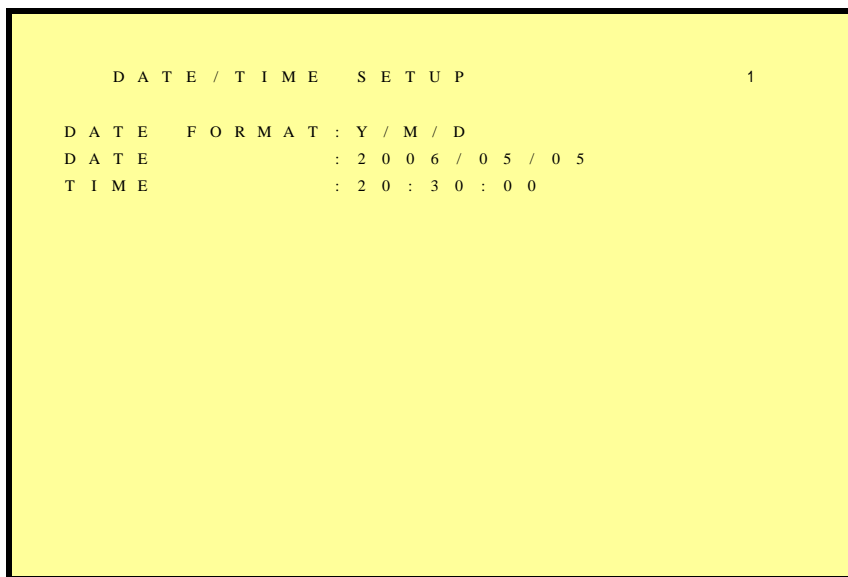 DATE/TIME SETUP 1
DATE FORMAT:Y/M/D
DATE :2006/05/05
TIME :20:30:00